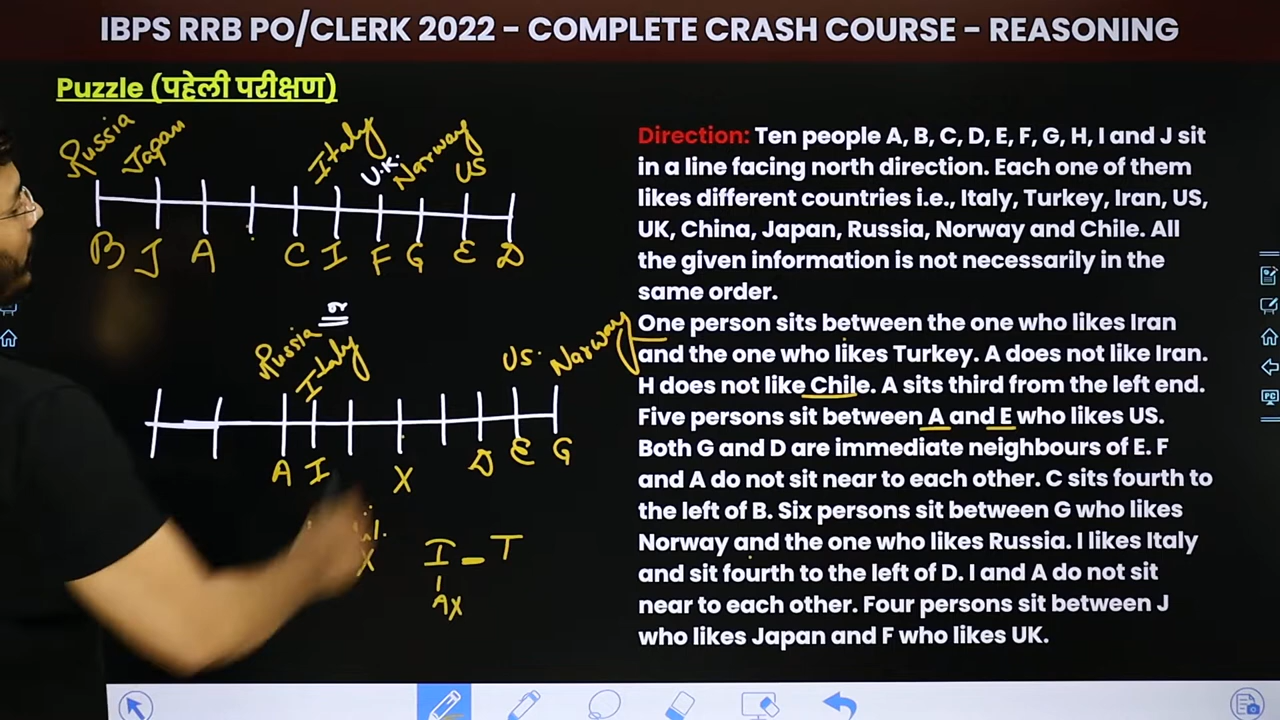 IBPS RRB PO/CLERK 2022 - COMPLETE CRASH COURSE - REASONING
Puzzle (पहेली परीक्षण)
Russia Japan Italy U.K. Norway US
B J A C I F G E D
or
Russia Italy US. Norway
A I X D E G
X
I - T
A X
Direction: Ten people A, B, C, D, E, F, G, H, I and J sit
in a line facing north direction. Each one of them
likes different countries i.e., Italy, Turkey, Iran, US,
UK, China, Japan, Russia, Norway and Chile. All
the given information is not necessarily in the
same order.
One person sits between the one who likes Iran
and the one who likes Turkey. A does not like Iran.
H does not like Chile. A sits third from the left end.
Five persons sit between A and E who likes US.
Both G and D are immediate neighbours of E. F
and A do not sit near to each other. C sits fourth to
the left of B. Six persons sit between G who likes
Norway and the one who likes Russia. I likes Italy
and sit fourth to the left of D. I and A do not sit
near to each other. Four persons sit between J
who likes Japan and F who likes UK.
PC